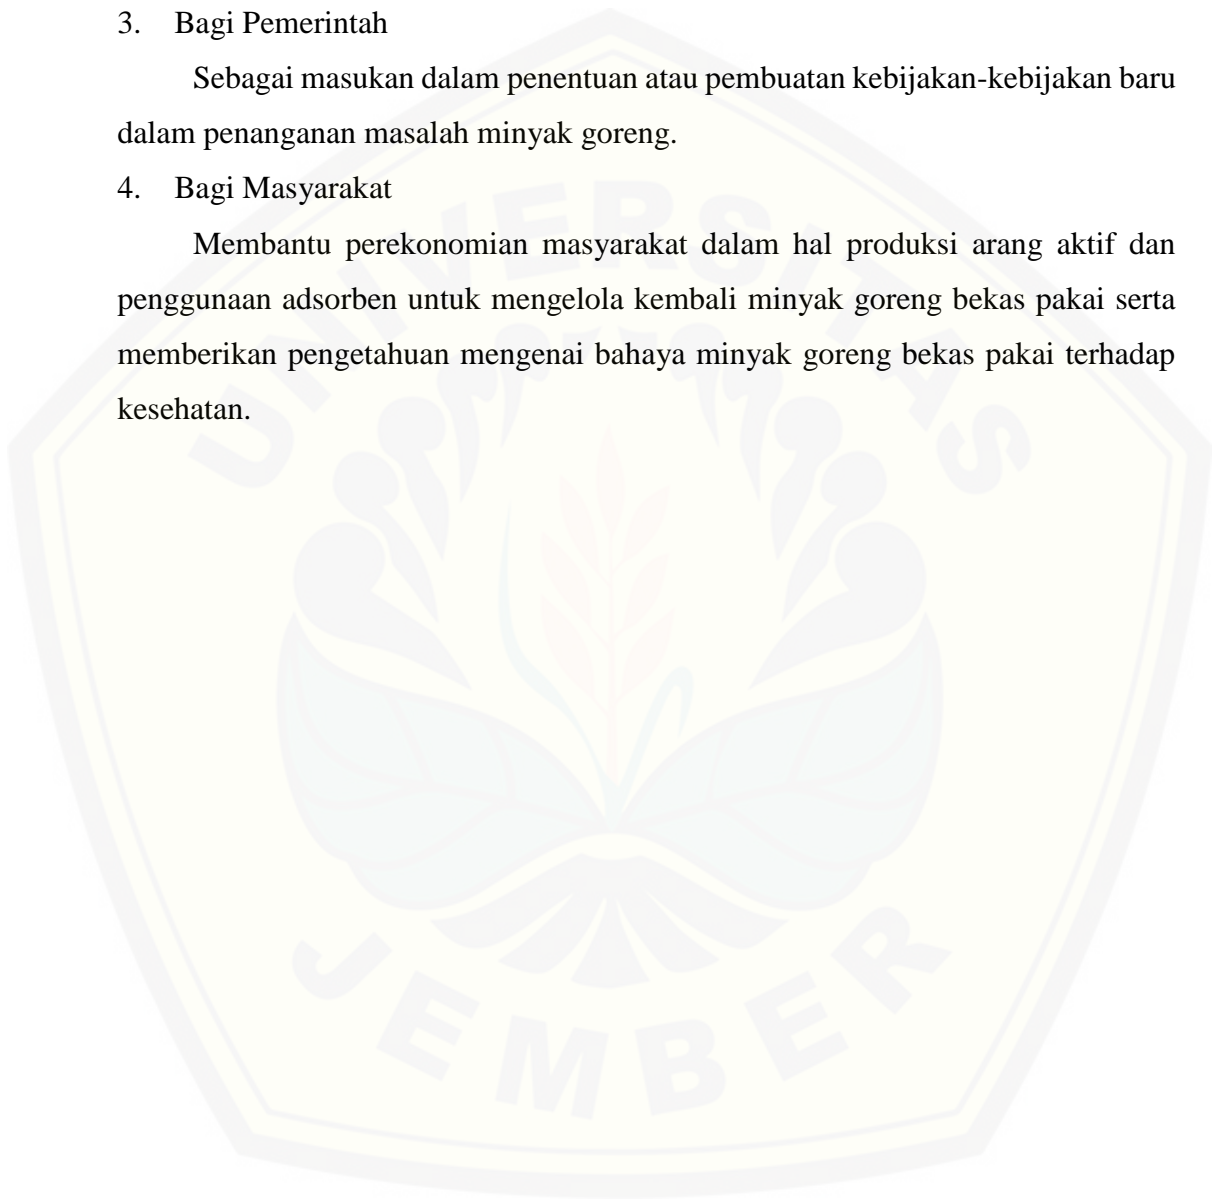 3. Bagi Pemerintah
Sebagai masukan dalam penentuan atau pembuatan kebijakan-kebijakan baru
dalam penanganan masalah minyak goreng.
4. Bagi Masyarakat
Membantu perekonomian masyarakat dalam hal produksi arang aktif dan
penggunaan adsorben untuk mengelola kembali minyak goreng bekas pakai serta
memberikan pengetahuan mengenai bahaya minyak goreng bekas pakai terhadap
kesehatan.
UNIVERSITAS
JEMBER